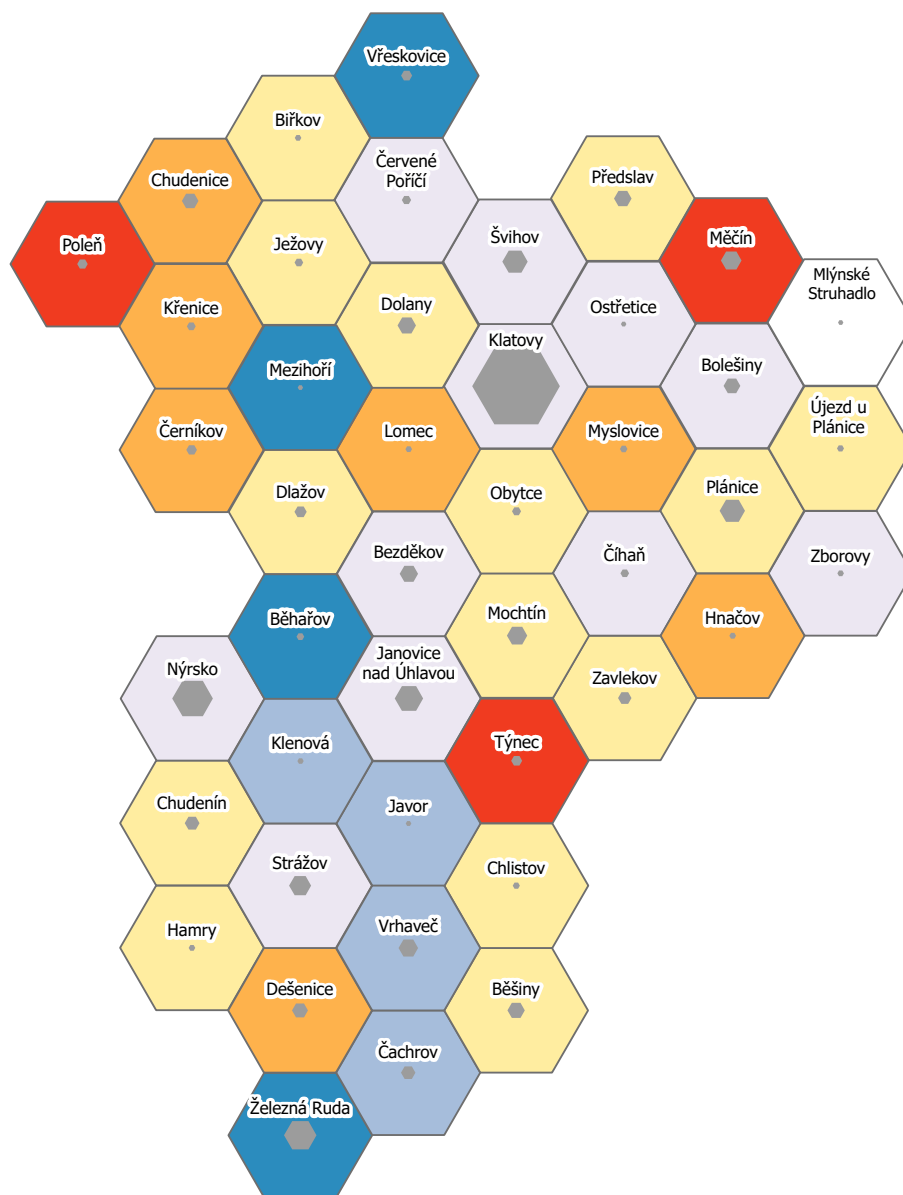 Vřeskovice
Biřkov
Červené
Poříčí
Předslav
Chudenice
Poleň
Ježovy
Švihov
Měčín
Mlýnské
Struhadlo
Křenice
Dolany
Ostřetice
Klatovy
Mezihoří
Bolešiny
Újezd u
Plánice
Černíkov
Lomec
Myslovice
Dlažov
Obytce
Plánice
Bezděkov
Číhaň
Zborovy
Běhařov
Mochtín
Hnačov
Janovice
nad Úhlavou
Nýrsko
Zavlekov
Klenová
Týnec
Chudenín
Javor
Strážov
Chlistov
Hamry
Vrhaveč
Dešenice
Běšiny
Čachrov
Železná Ruda